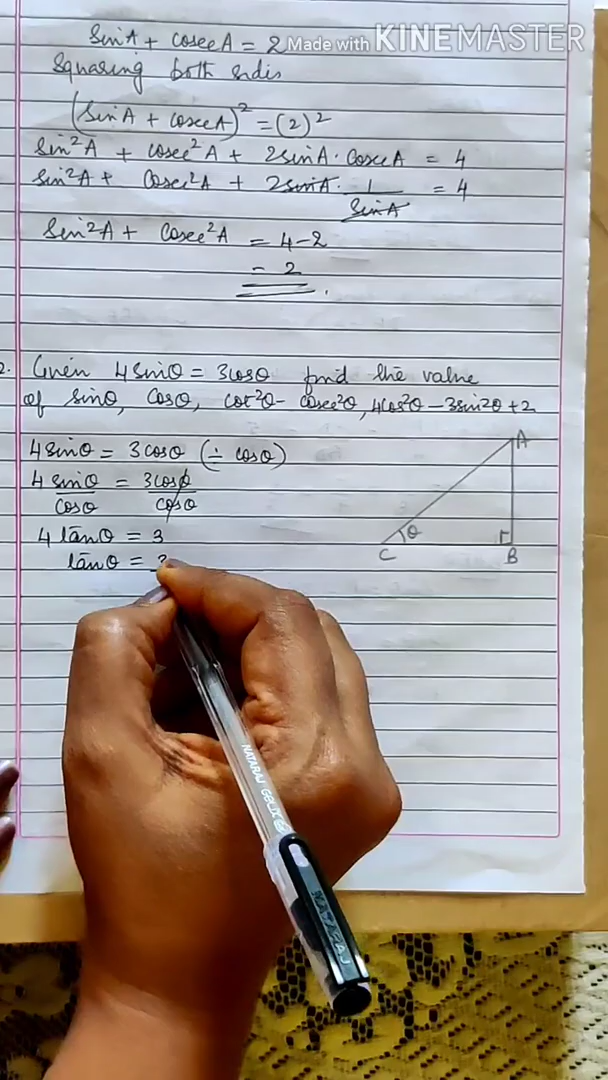 SinA + cosecA = 2
Made with KINEMASTER
Squaring both sides
(SinA + cosecA)² = (2)²
Sin²A + cosec²A + 2sinA. CosecA = 4
Sin²A + Cosec²A + 2sinA. 1/SinA = 4
Sin²A + Cosec²A = 4-2
= 2
2. Given 4sinθ = 3cosθ find the value
of sinθ, Cosθ, cot²θ - cosec²θ, 4cos²θ - 3sin²θ + 2
4sinθ = 3cosθ (÷ cosθ)
4 sinθ/cosθ = 3cosθ/cosθ
4 tanθ = 3
tanθ = 3
A
θ
C
B
NATARAJ GELIX
NATARAJ